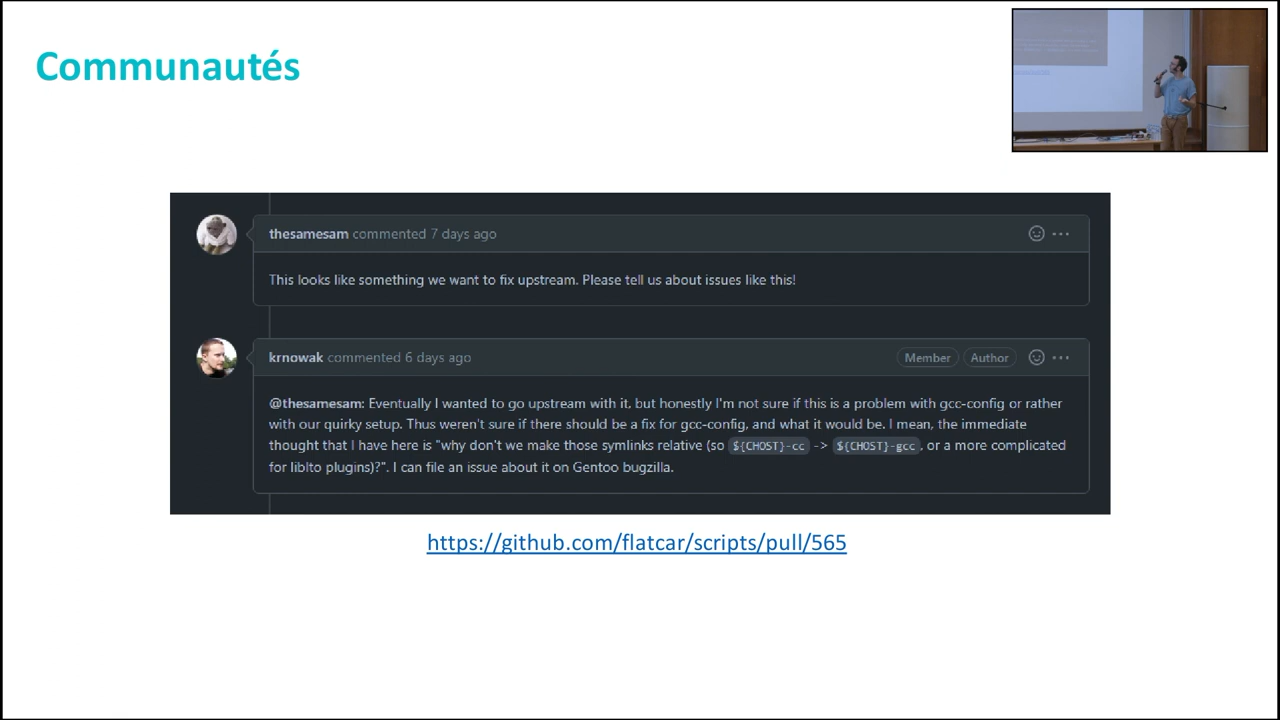 Communautés
thesamesam commented 7 days ago
This looks like something we want to fix upstream. Please tell us about issues like this!
krnowak commented 6 days ago
Member
Author
@thesamesam: Eventually I wanted to go upstream with it, but honestly I'm not sure if this is a problem with gcc-config or rather
with our quirky setup. Thus weren't sure if there should be a fix for gcc-config, and what it would be. I mean, the immediate
thought that I have here is "why don't we make those symlinks relative (so ${CHOST}-cc -> ${CHOST}-gcc, or a more complicated
for liblto plugins)?". I can file an issue about it on Gentoo bugzilla.
https://github.com/flatcar/scripts/pull/565